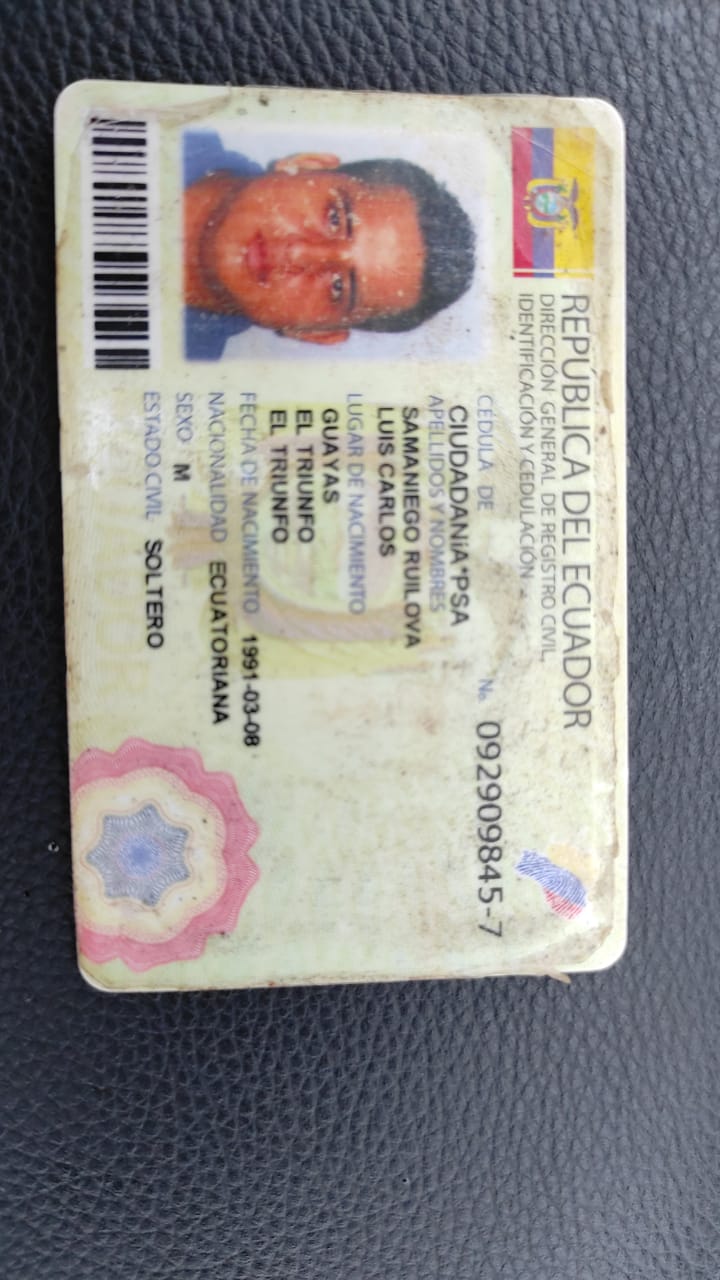 REPÚBLICA DEL ECUADOR
DIRECCIÓN GENERAL DE REGISTRO CIVIL,
IDENTIFICACIÓN Y CEDULACIÓN
CÉDULA DE No. 092909845-7
CIUDADANIA*PSA
APELLIDOS Y NOMBRES
SAMANIEGO RUILOVA
LUIS CARLOS
LUGAR DE NACIMIENTO
GUAYAS
EL TRIUNFO
EL TRIUNFO
FECHA DE NACIMIENTO 1991-03-08
NACIONALIDAD ECUATORIANA
SEXO M
ESTADO CIVIL SOLTERO